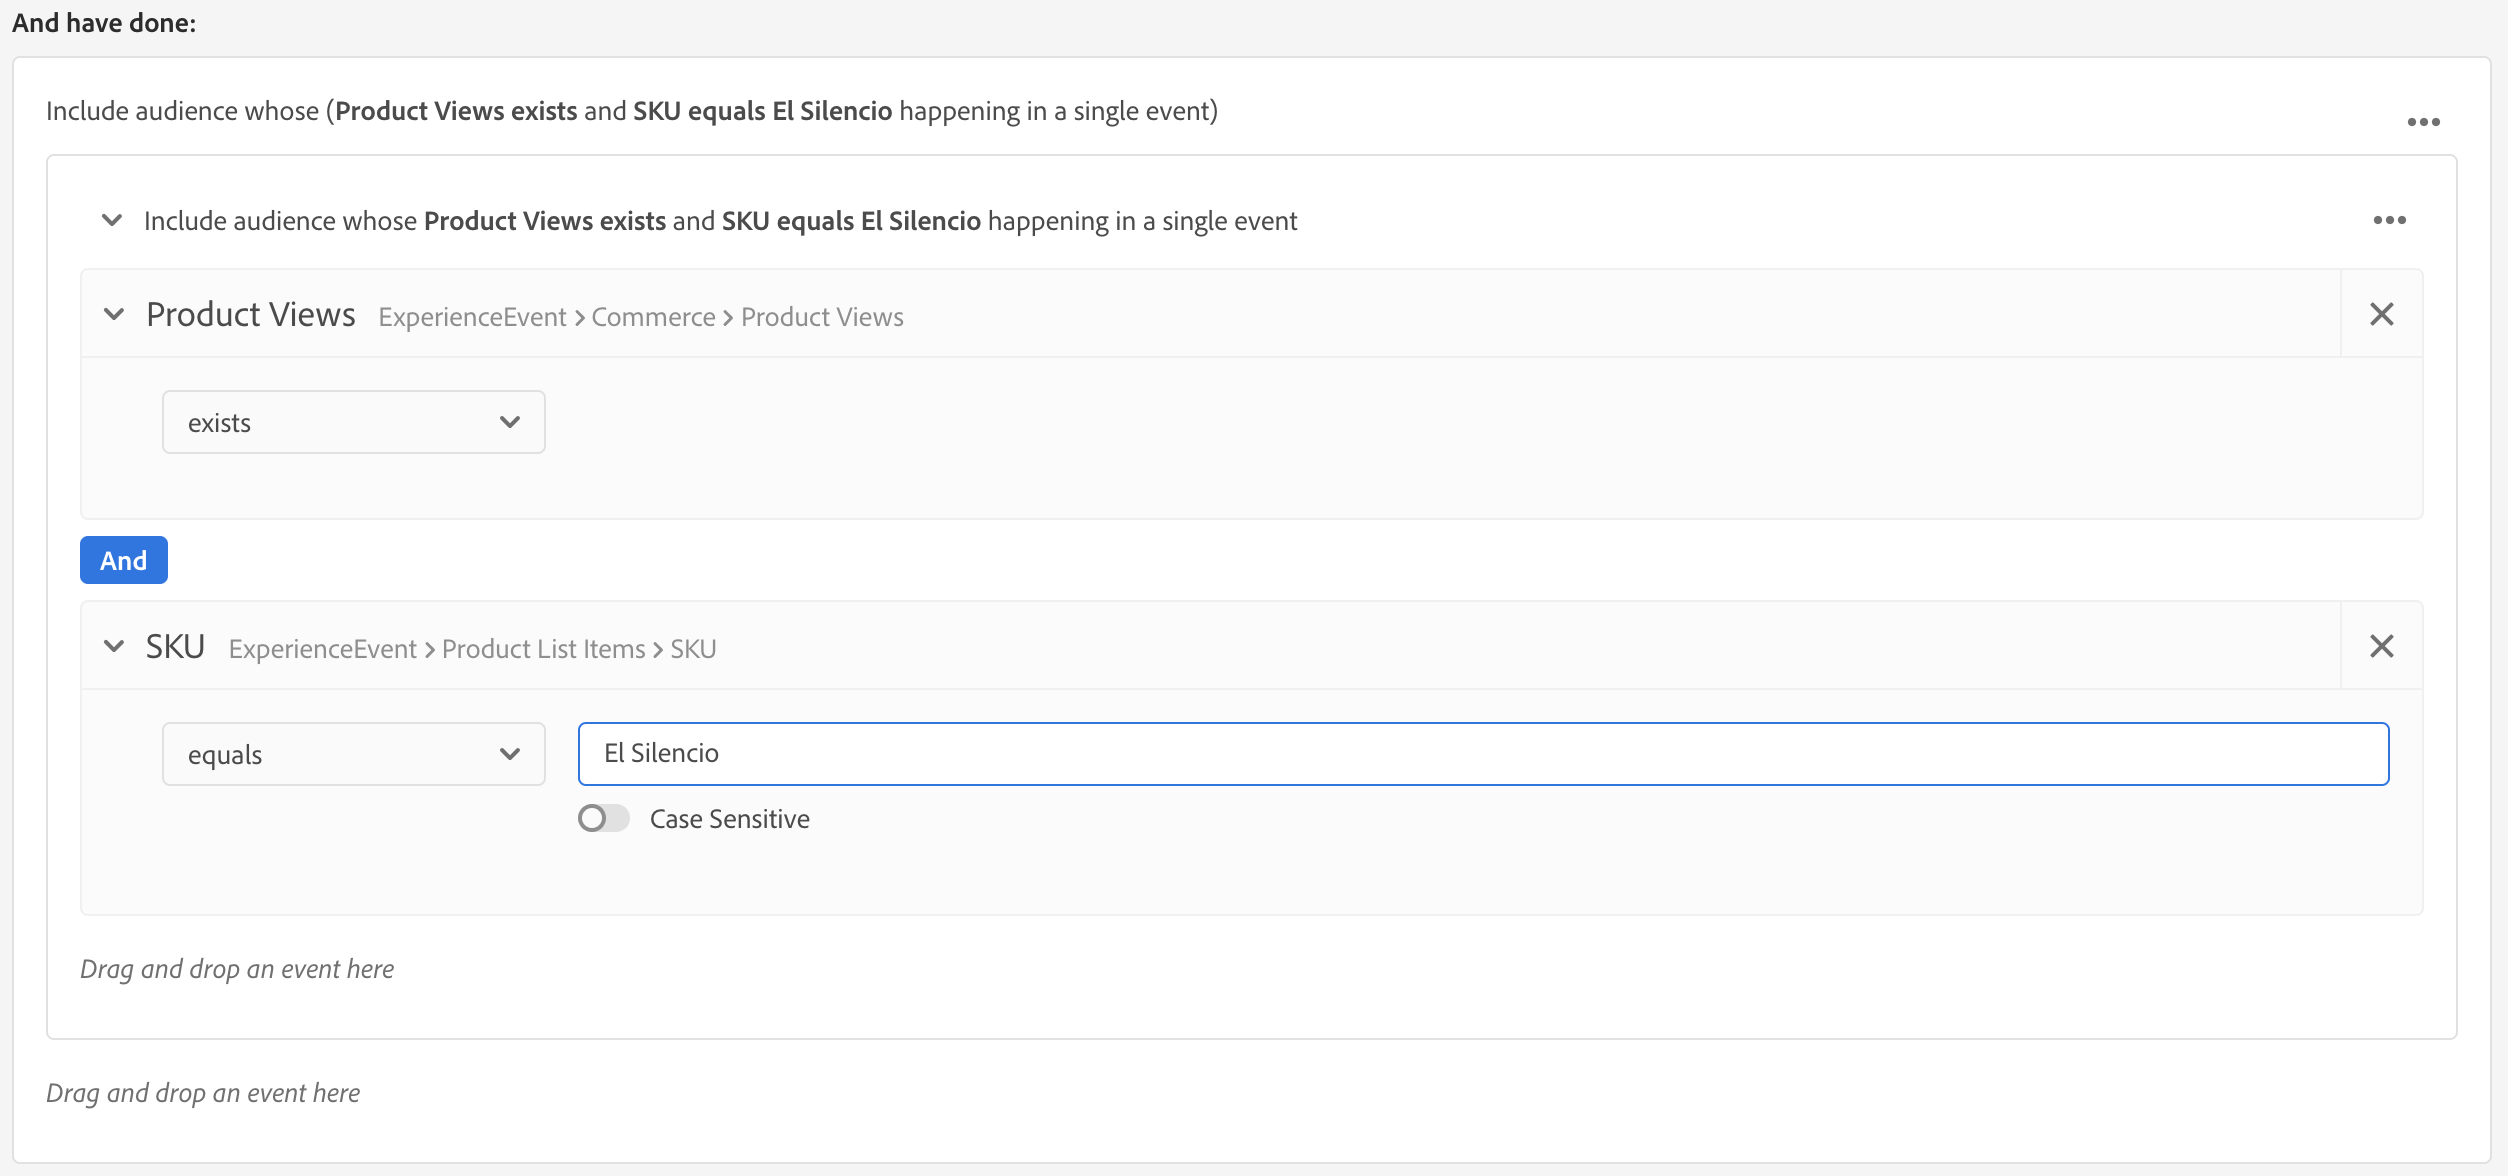 And have done:
Include audience whose (Product Views exists and SKU equals El Silencio happening in a single event)
Include audience whose Product Views exists and SKU equals El Silencio happening in a single event
Product Views ExperienceEvent > Commerce > Product Views
exists
And
SKU ExperienceEvent > Product List Items > SKU
equals El Silencio
Case Sensitive
Drag and drop an event here
Drag and drop an event here